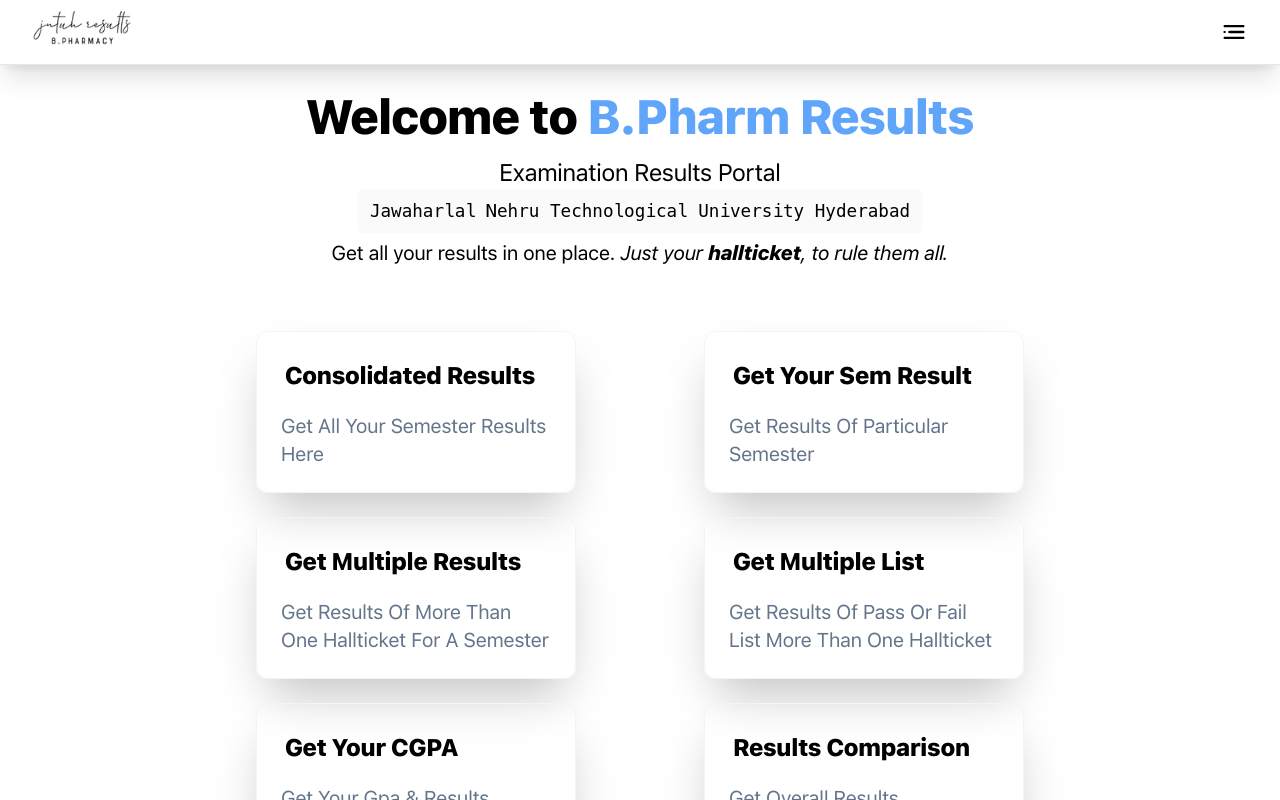 jntuh results
B.PHARMACY
Welcome to B.Pharm Results
Examination Results Portal
Jawaharlal Nehru Technological University Hyderabad
Get all your results in one place. Just your hallticket, to rule them all.
Consolidated Results
Get All Your Semester Results
Here
Get Your Sem Result
Get Results Of Particular
Semester
Get Multiple Results
Get Results Of More Than
One Hallticket For A Semester
Get Multiple List
Get Results Of Pass Or Fail
List More Than One Hallticket
Get Your CGPA
Get Your Gpa & Results
Results Comparison
Get Overall Results